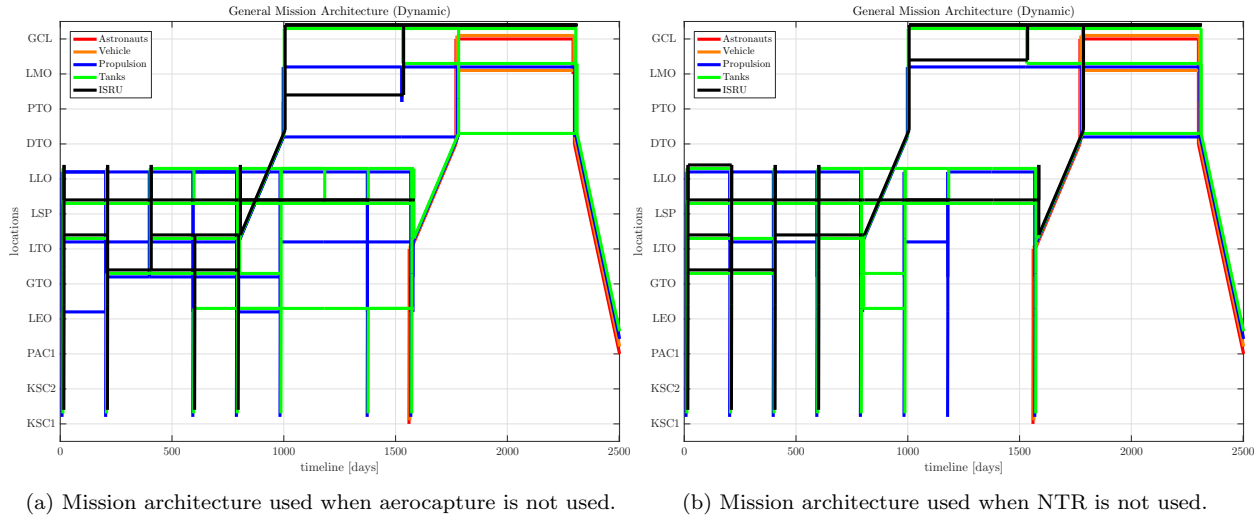 General Mission Architecture (Dynamic)
GCL
LMO
PTO
DTO
LLO
LSP
LTO
GTO
LEO
PAC1
KSC2
KSC1
locations
Astronauts
Vehicle
Propulsion
Tanks
ISRU
0 500 1000 1500 2000 2500
timeline [days]
(a) Mission architecture used when aerocapture is not used.
General Mission Architecture (Dynamic)
GCL
LMO
PTO
DTO
LLO
LSP
LTO
GTO
LEO
PAC1
KSC2
KSC1
locations
Astronauts
Vehicle
Propulsion
Tanks
ISRU
0 500 1000 1500 2000 2500
timeline [days]
(b) Mission architecture used when NTR is not used.